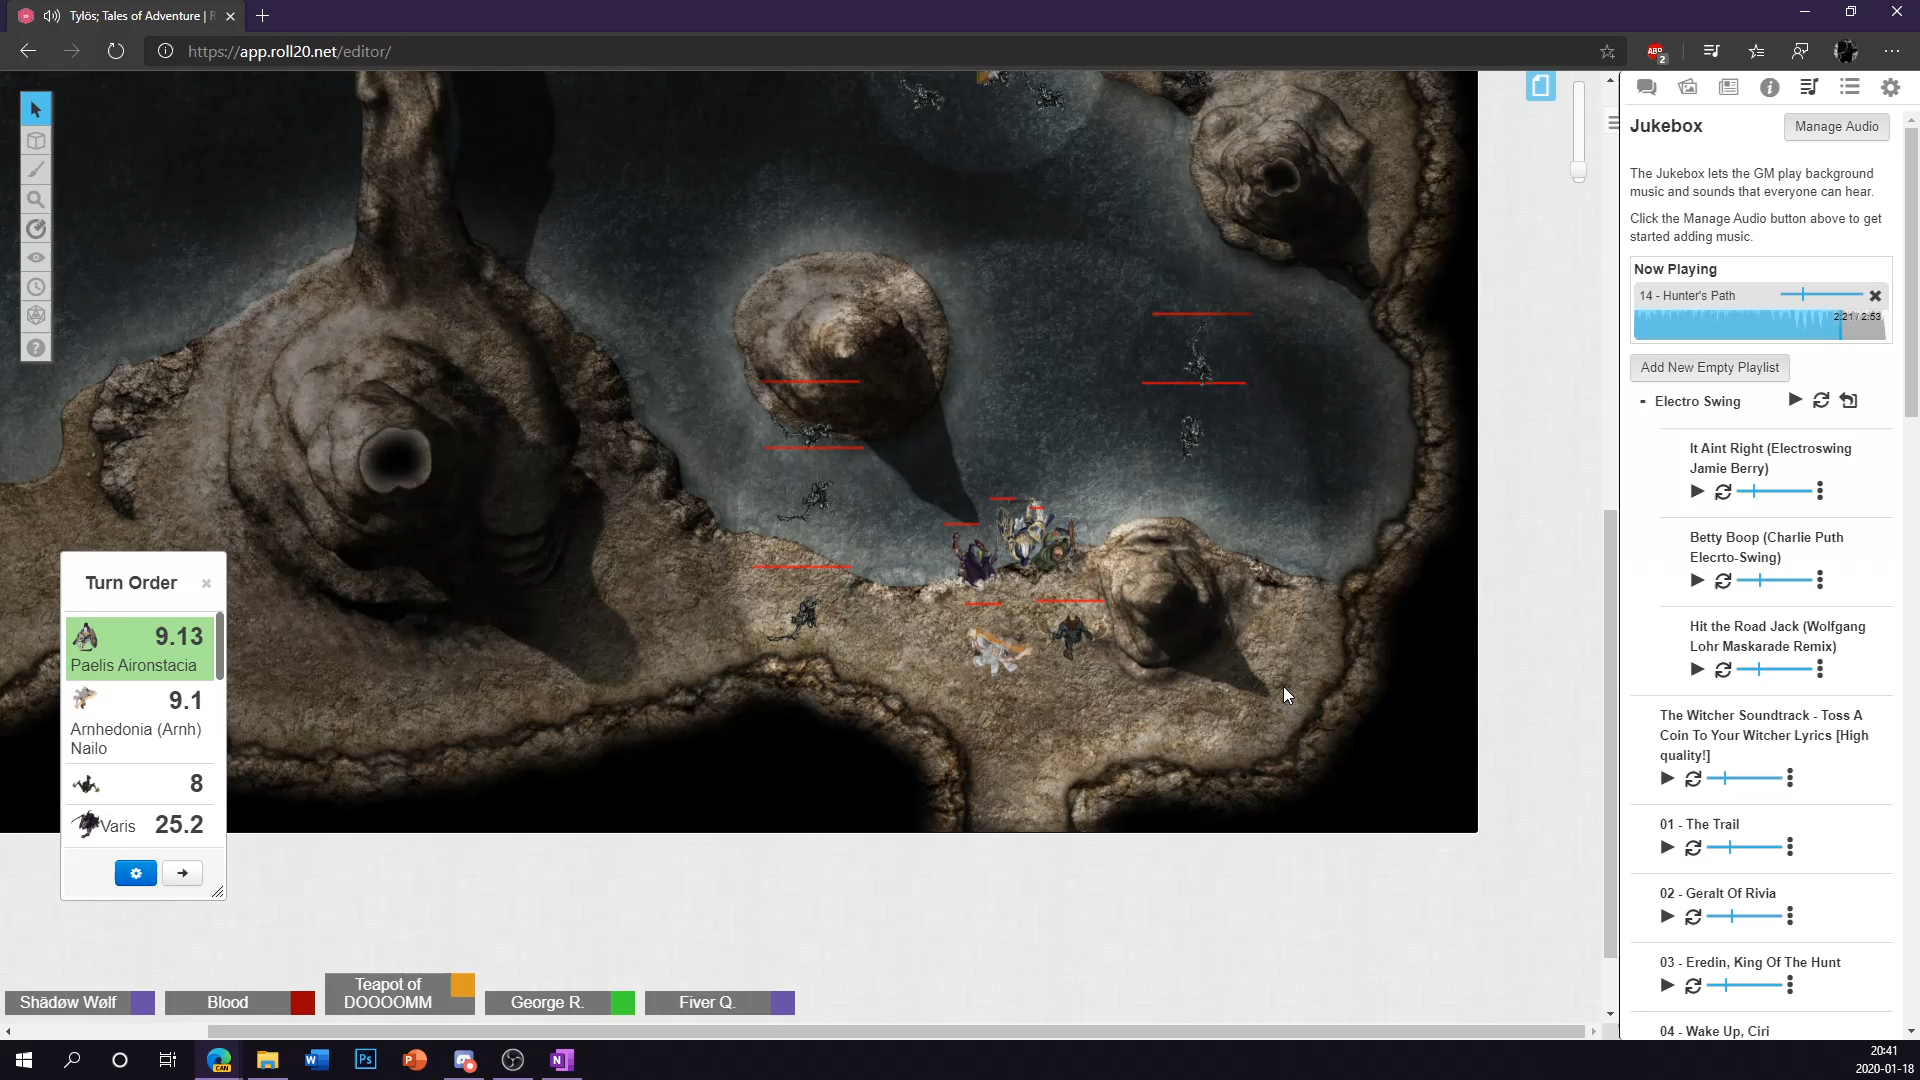 Tylös; Tales of Adventure | R
https://app.roll20.net/editor/
ABP
2
Jukebox
Manage Audio
The Jukebox lets the GM play background
music and sounds that everyone can hear.
Click the Manage Audio button above to get
started adding music.
Now Playing
14 - Hunter's Path
2:21 / 2:53
Add New Empty Playlist
- Electro Swing
It Aint Right (Electroswing
Jamie Berry)
Betty Boop (Charlie Puth
Elecrto-Swing)
Hit the Road Jack (Wolfgang
Lohr Maskarade Remix)
The Witcher Soundtrack - Toss A
Coin To Your Witcher Lyrics [High
quality!]
01 - The Trail
02 - Geralt Of Rivia
03 - Eredin, King Of The Hunt
04 - Wake Up, Ciri
Turn Order
9.13
Paelis Aironstacia
9.1
Arnhedonia (Arnh)
Nailo
8
Varis 25.2
Shädøw Wølf
Blood
Teapot of
DOOOOMM
George R.
Fiver Q.
CAN
20:41
2020-01-18